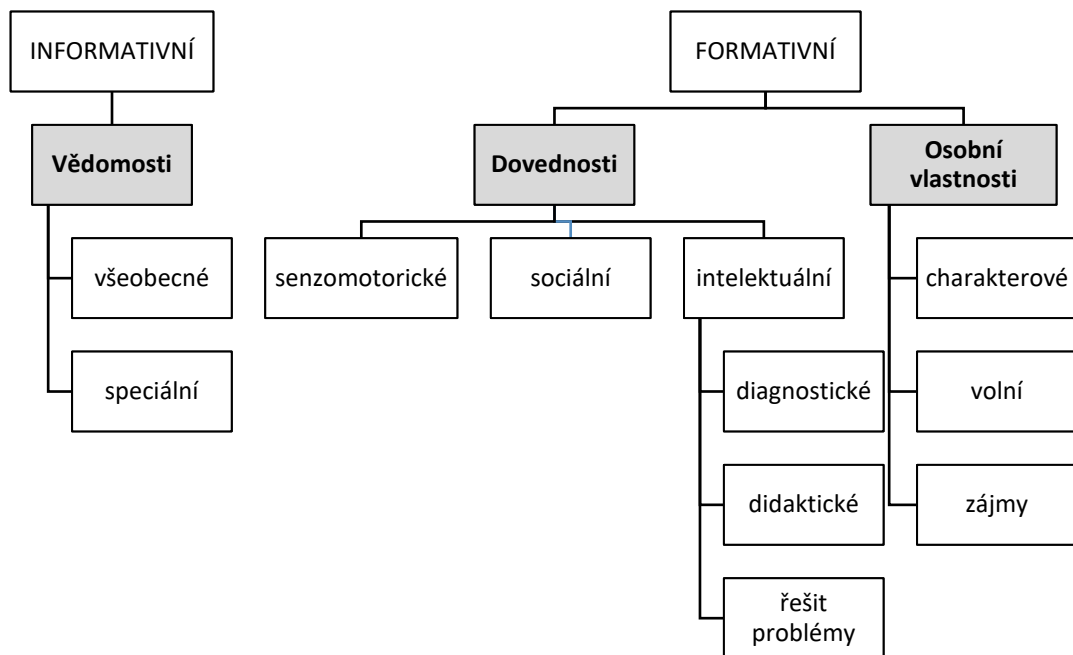 INFORMATIVNÍ
FORMATIVNÍ
Vědomosti
Dovednosti
Osobní
vlastnosti
všeobecné
senzomotorické
sociální
intelektuální
charakterové
speciální
diagnostické
volní
didaktické
zájmy
řešit
problémy